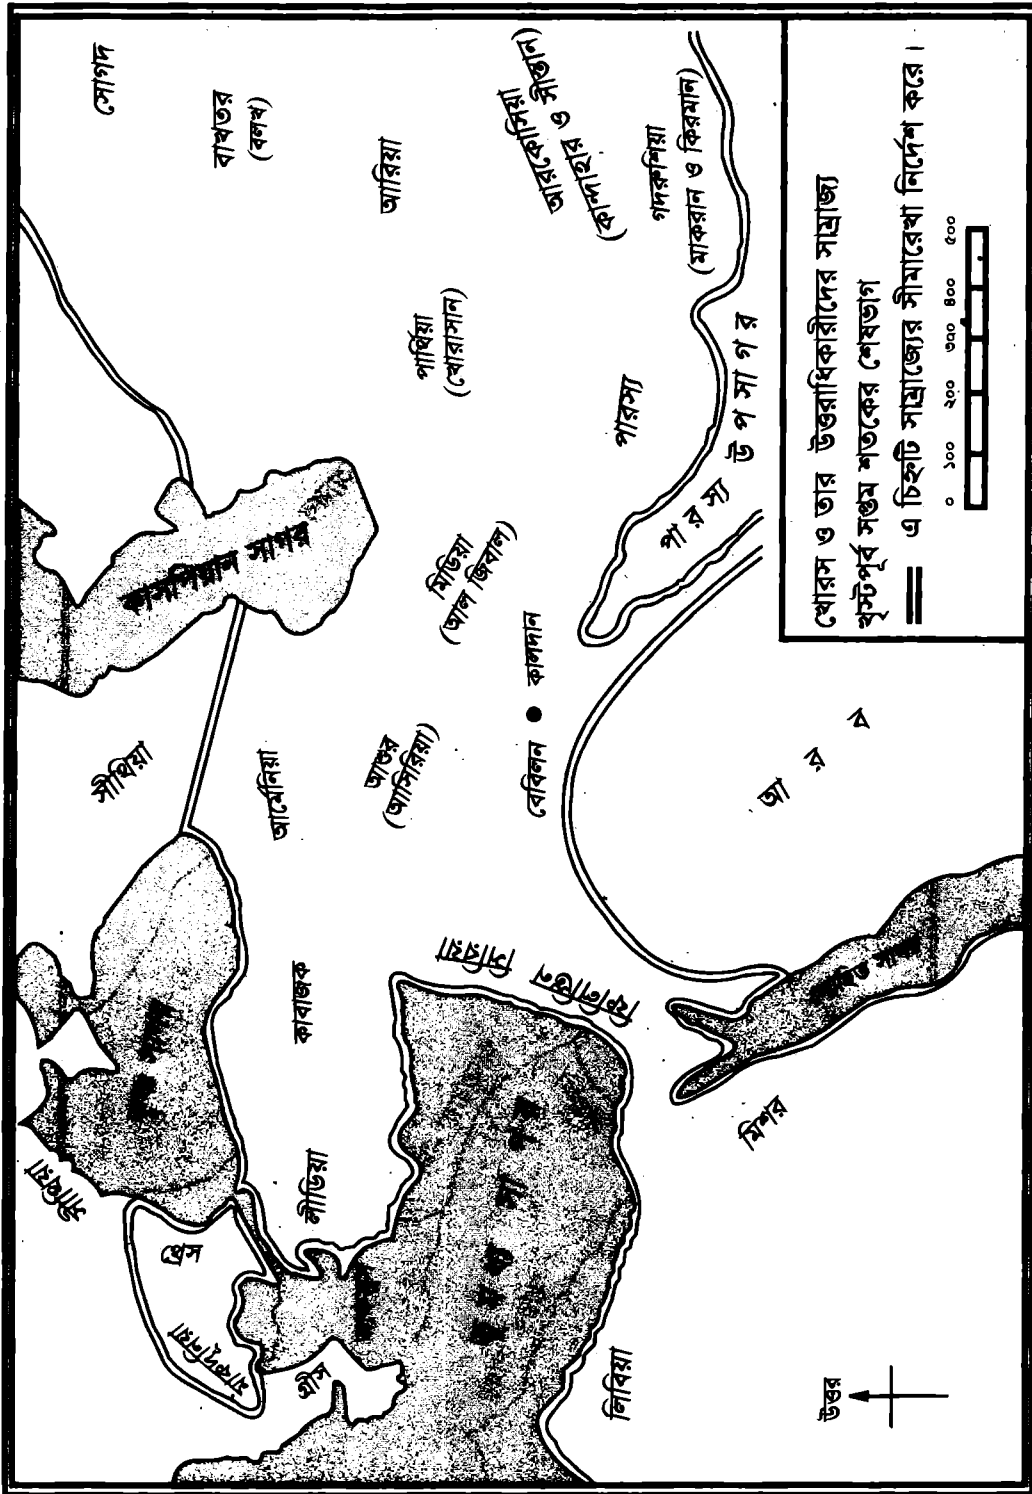 সীথিয়া
সীথিয়া
থ্রেস
মাকদুনিয়া
গ্রীস
লীডিয়া
কাবাজক
আর্মেনিয়া
কাসপিয়ান সাগর
সোগদ
বাখতর
(বলখ)
আরিয়া
পার্থিয়া
(খোরাসান)
আরকোসিয়া
(কান্দাহার ও সীস্তান)
গদরুশিয়া
(মাকরান ও কিরমান)
পারস্য
পারস্য উপসাগর
মিডিয়া
(আল জিবাল)
আশুর
(আসিরিয়া)
বেবিলন
কালদান
সিরিয়া
ফিলিস্তিন
আরব
মিশর
লিবিয়া
উত্তর
খোরস ও তার উত্তরাধিকারীদের সাম্রাজ্য
খৃস্টপূর্ব সপ্তম শতকের শেষভাগ
এ চিহ্নটি সাম্রাজ্যের সীমারেখা নির্দেশ করে।
০ ১০০ ২০০ ৩০০ ৪০০ ৫০০